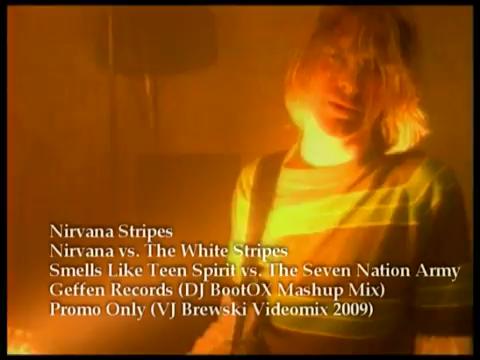 Nirvana Stripes
Nirvana vs. The White Stripes
Smells Like Teen Spirit vs. The Seven Nation Army
Geffen Records (DJ BootOX Mashup Mix)
Promo Only (VJ Brewski Videomix 2009)